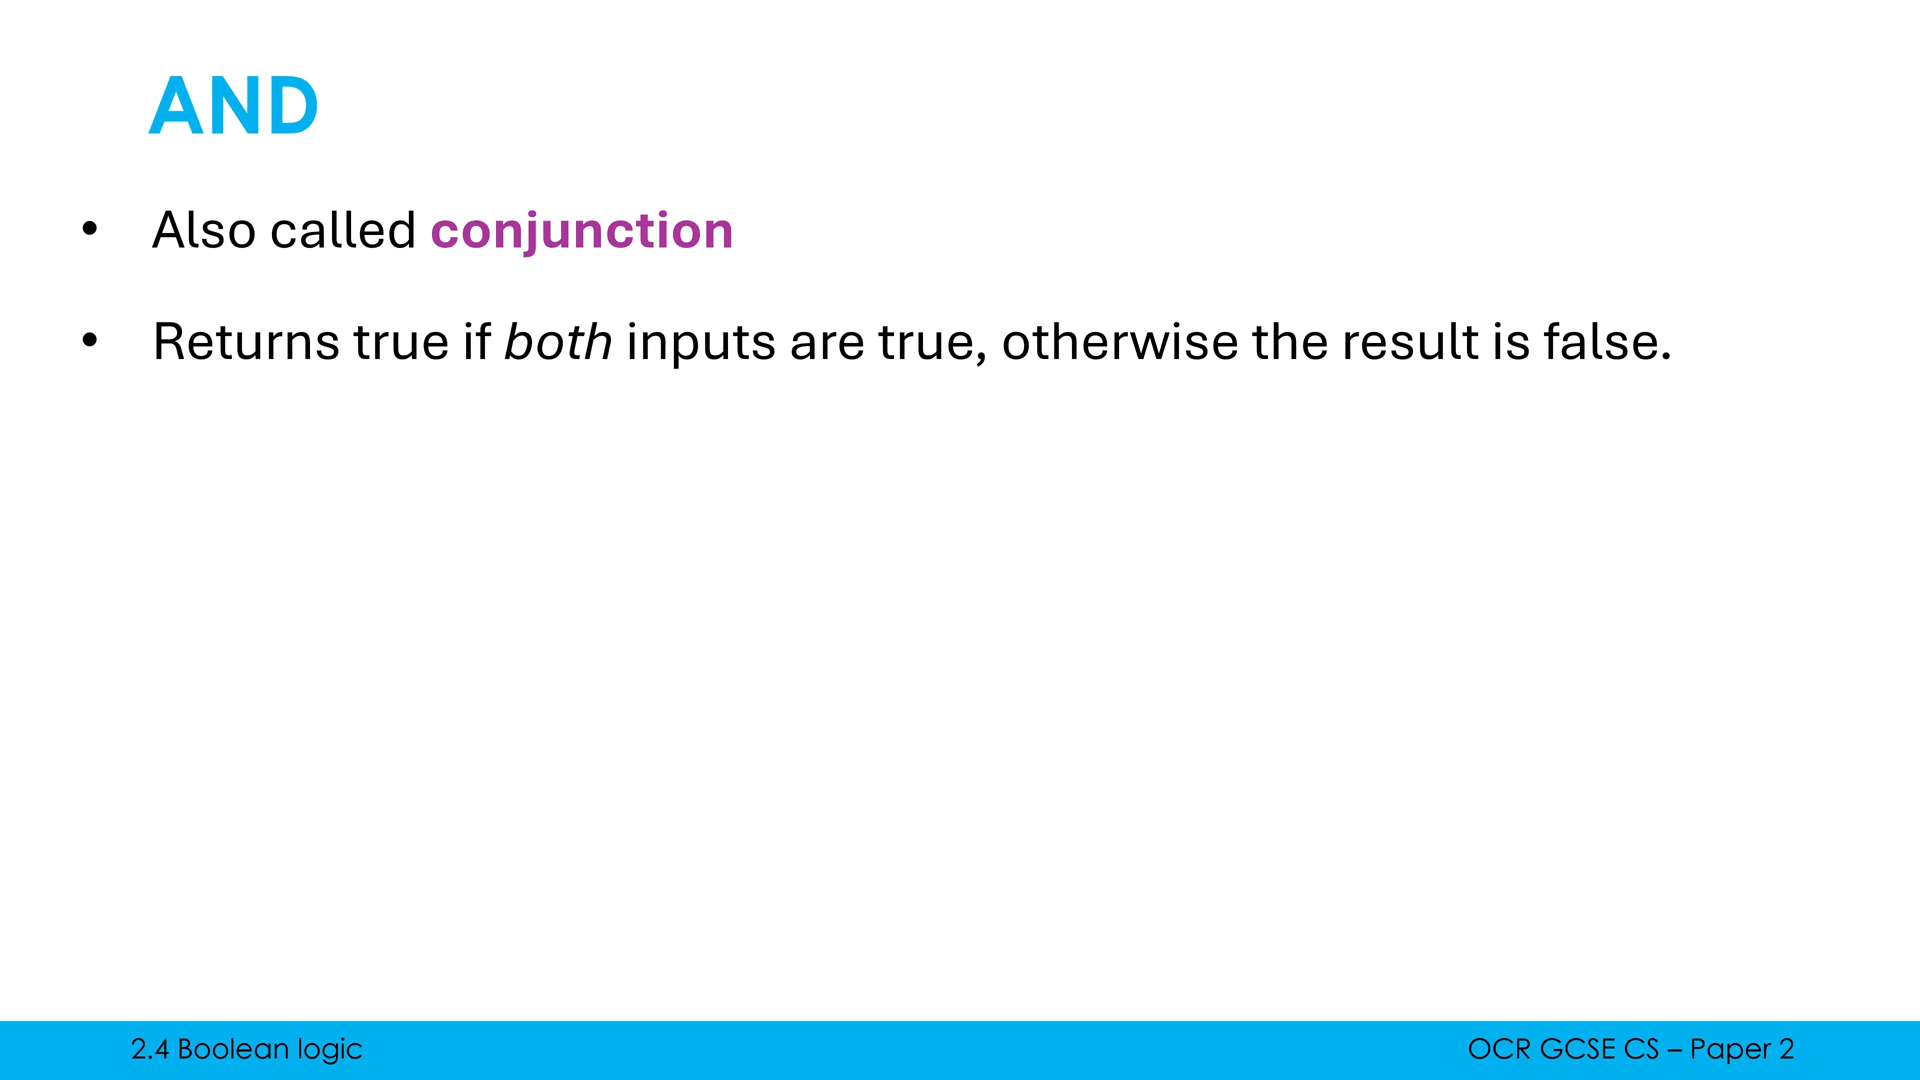 AND
• Also called conjunction
• Returns true if both inputs are true, otherwise the result is false.
2.4 Boolean logic
OCR GCSE CS – Paper 2